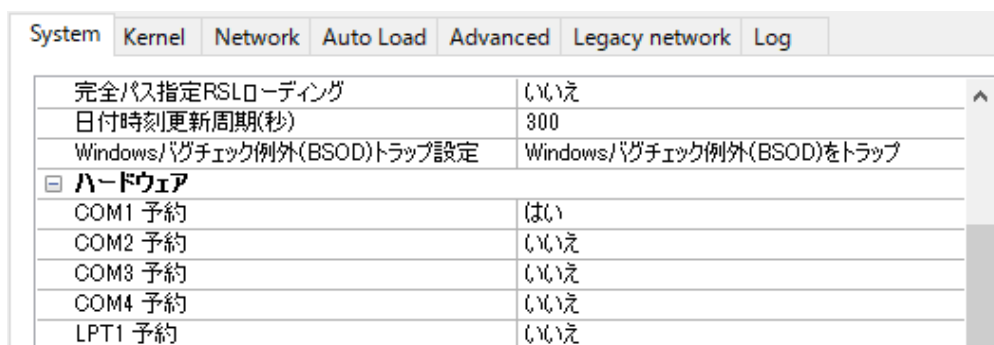 System Kernel Network Auto Load Advanced Legacy network Log
完全パス指定RSLローディング いいえ
日付時刻更新周期(秒) 300
Windowsバグチェック例外(BSOD)トラップ設定 Windowsバグチェック例外(BSOD)をトラップ
ハードウェア
COM1 予約 はい
COM2 予約 いいえ
COM3 予約 いいえ
COM4 予約 いいえ
LPT1 予約 いいえ